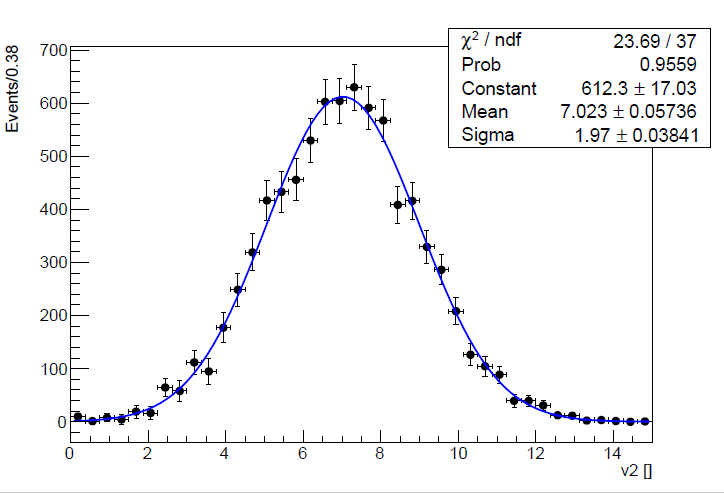 χ² / ndf 23.69 / 37
Prob 0.9559
Constant 612.3 ± 17.03
Mean 7.023 ± 0.05736
Sigma 1.97 ± 0.03841
Events/0.38
700
600
500
400
300
200
100
0
0 2 4 6 8 10 12 14
v2 []